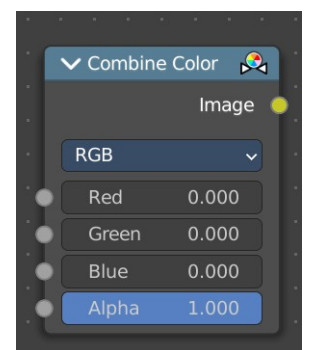 Combine Color
Image
RGB
Red 0.000
Green 0.000
Blue 0.000
Alpha 1.000